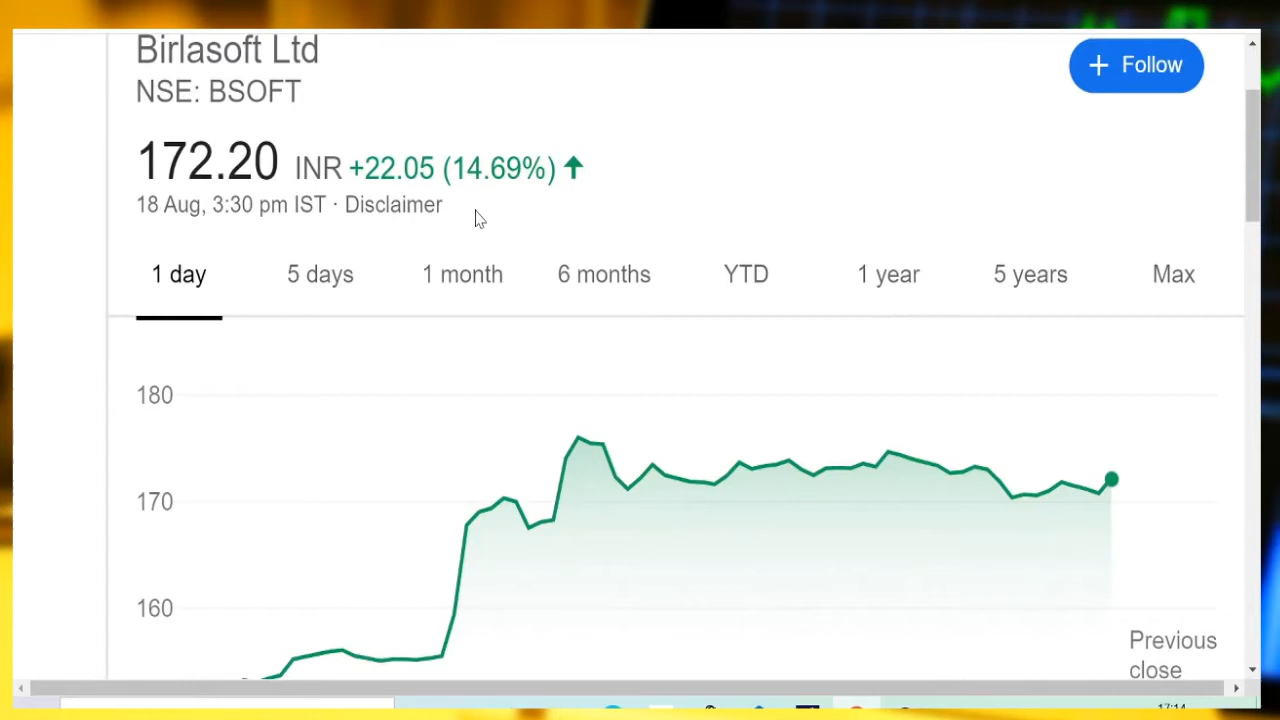 Birlasoft Ltd
+ Follow
NSE: BSOFT
172.20 INR +22.05 (14.69%)
18 Aug, 3:30 pm IST · Disclaimer
1 day 5 days 1 month 6 months YTD 1 year 5 years Max
180
170
160
Previous
close